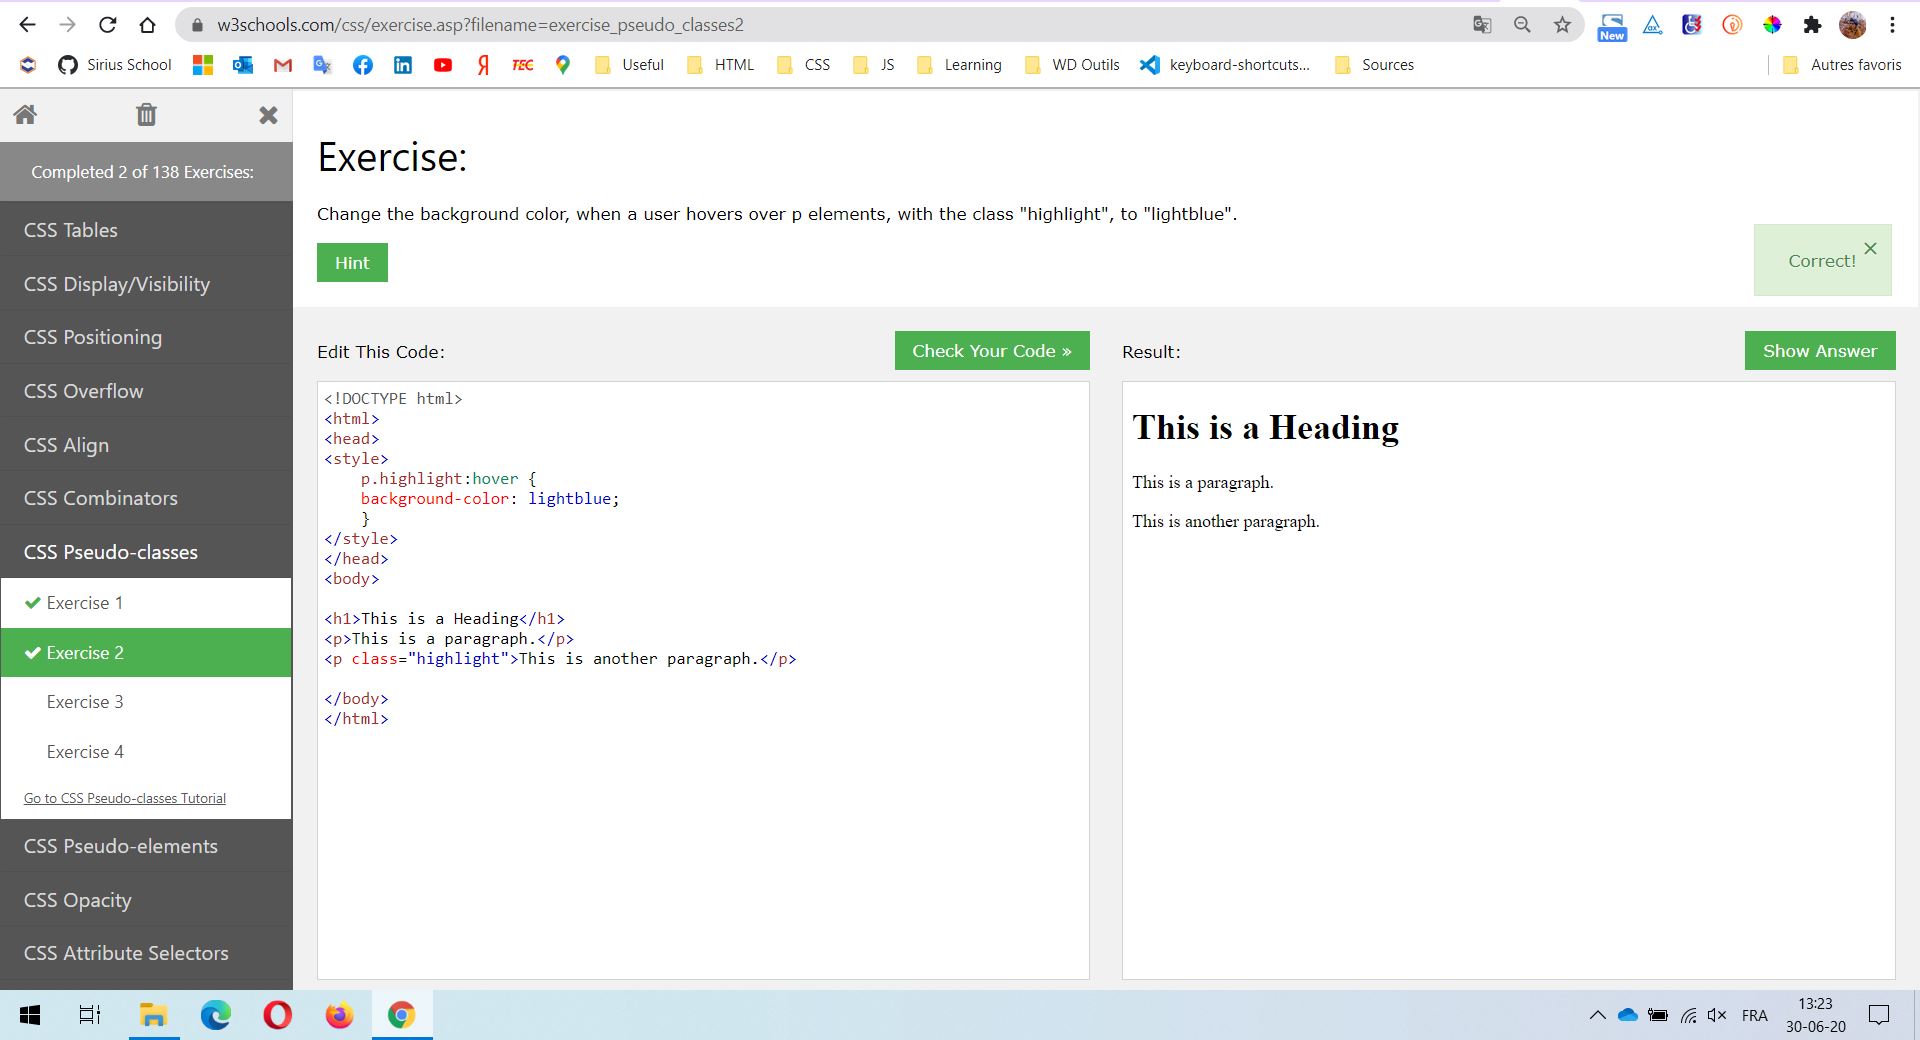 w3schools.com/css/exercise.asp?filename=exercise_pseudo_classes2
New
Sirius School
TEC
Useful
HTML
CSS
JS
Learning
WD Outils
keyboard-shortcuts...
Sources
Autres favoris
Completed 2 of 138 Exercises:
CSS Tables
CSS Display/Visibility
CSS Positioning
CSS Overflow
CSS Align
CSS Combinators
CSS Pseudo-classes
Exercise 1
Exercise 2
Exercise 3
Exercise 4
Go to CSS Pseudo-classes Tutorial
CSS Pseudo-elements
CSS Opacity
CSS Attribute Selectors
Exercise:
Change the background color, when a user hovers over p elements, with the class "highlight", to "lightblue".
Hint
Correct!
Edit This Code:
Check Your Code »
<!DOCTYPE html>
<html>
<head>
<style>
    p.highlight:hover {
    background-color: lightblue;
    }
</style>
</head>
<body>
<h1>This is a Heading</h1>
<p>This is a paragraph.</p>
<p class="highlight">This is another paragraph.</p>
</body>
</html>
Result:
Show Answer
This is a Heading
This is a paragraph.
This is another paragraph.
FRA
13:23
30-06-20